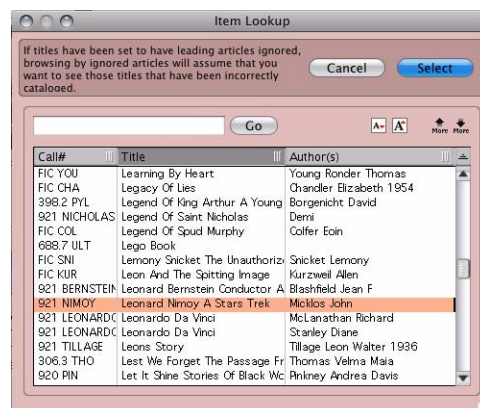 Item Lookup
If titles have been set to have leading articles ignored,
browsing by ignored articles will assume that you
want to see those titles that have been incorrectly
cataloged.
Cancel Select
Go A A More More
Call# Title Author(s)
FIC YOU Learning By Heart Young Ronder Thomas
FIC CHA Legacy Of Lies Chandler Elizabeth 1954
398.2 PYL Legend Of King Arthur A Young Borgenicht David
921 NICHOLAS Legend Of Saint Nicholas Demi
FIC COL Legend Of Spud Murphy Colfer Eoin
688.7 ULT Lego Book
FIC SNI Lemony Snicket The Unauthoriz Snicket Lemony
FIC KUR Leon And The Spitting Image Kurzweil Allen
921 BERNSTEIN Leonard Bernstein Conductor A Blashfield Jean F
921 NIMOY Leonard Nimoy A Stars Trek Micklos John
921 LEONARDO Leonardo Da Vinci McLanathan Richard
921 LEONARDO Leonardo Da Vinci Stanley Diane
921 TILLAGE Leons Story Tillage Leon Walter 1936
306.3 THO Lest We Forget The Passage Fr Thomas Velma Maia
920 PIN Let It Shine Stories Of Black Wo Pinkney Andrea Davis